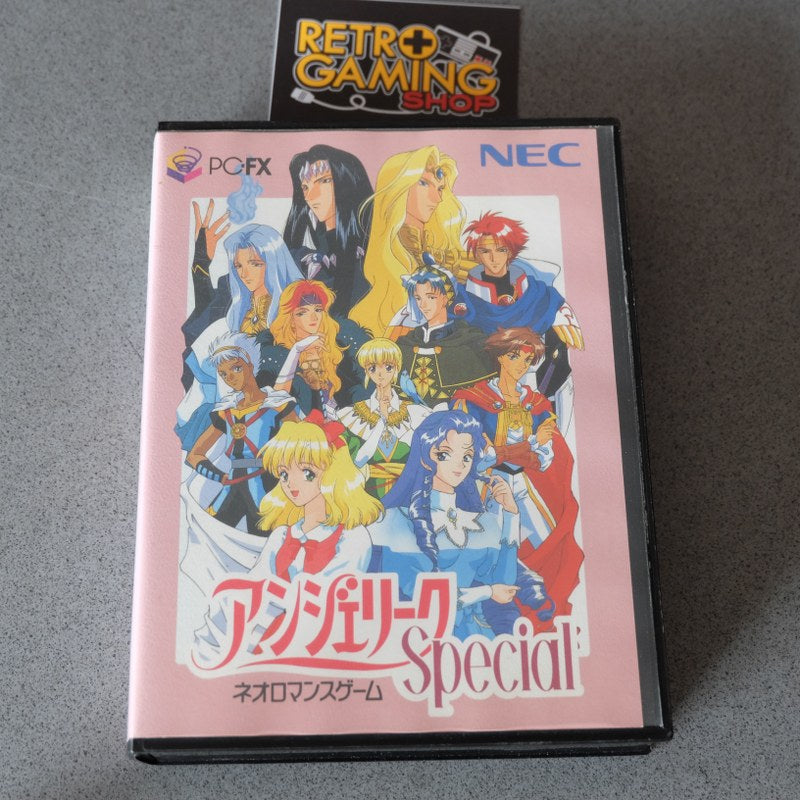 RETRO
GAMING
SHOP
PC-FX
NEC
アンジェリーク
Special
ネオロマンスゲーム